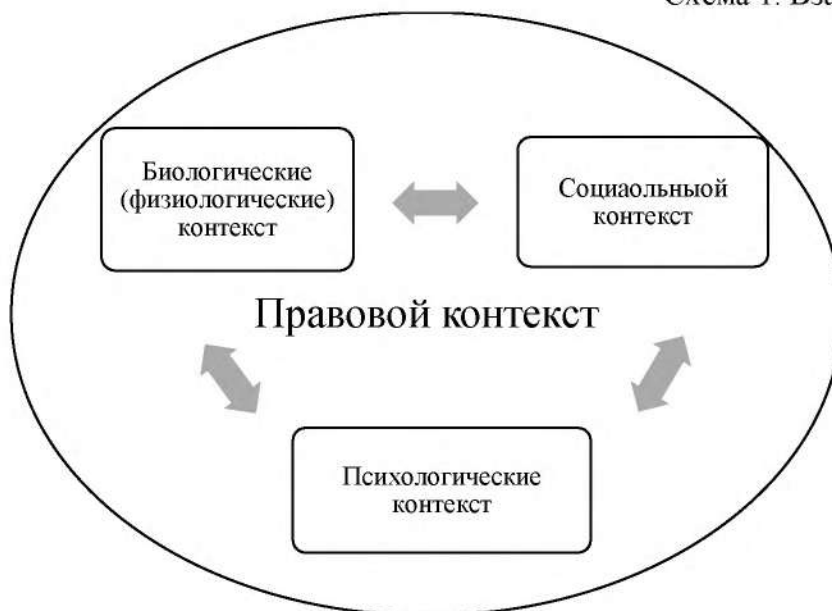 Схема 1. Вза
Биологические
(физиологические)
контекст
Социаольныой
контекст
Правовой контекст
Психологические
контекст